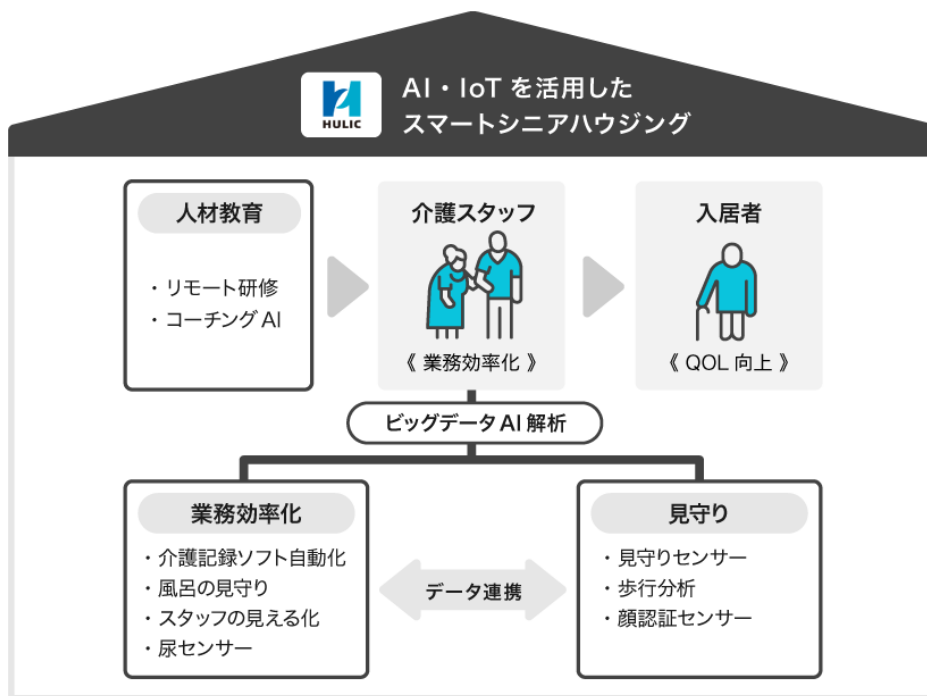 HULIC
AI・IoT を活用した
スマートシニアハウジング
人材教育
・リモート研修
・コーチング AI
介護スタッフ
《 業務効率化 》
入居者
《 QOL 向上 》
ビッグデータ AI 解析
業務効率化
・介護記録ソフト自動化
・風呂の見守り
・スタッフの見える化
・尿センサー
データ連携
見守り
・見守りセンサー
・歩行分析
・顔認証センサー